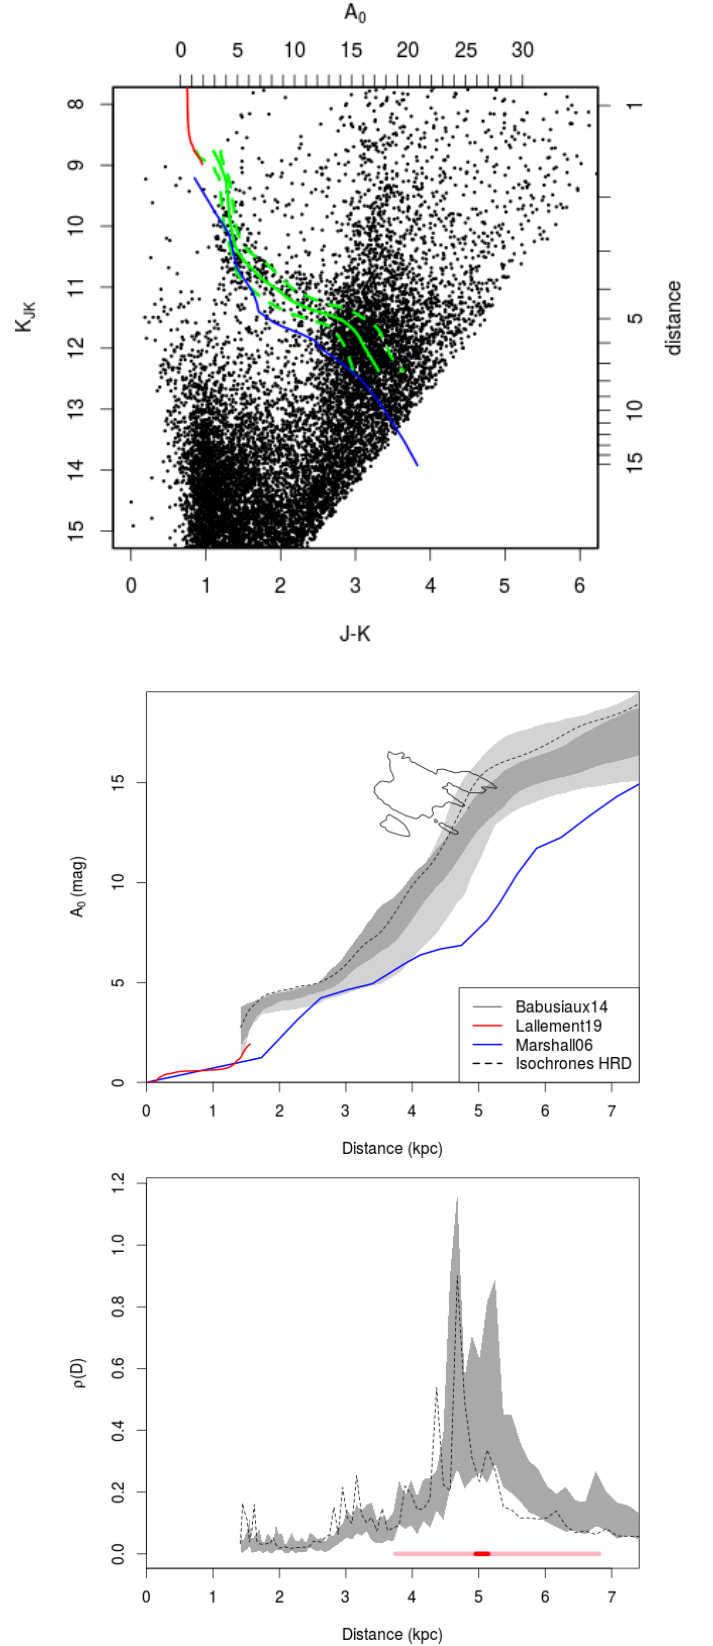 A₀
0 5 10 15 20 25 30
8 9 10 11 12 13 14 15
K_JK
1 5 10 15
distance
0 1 2 3 4 5 6
J-K
0 5 10 15
A₀ (mag)
Babusiaux14
Lallement19
Marshall06
Isochrones HRD
0 1 2 3 4 5 6 7
Distance (kpc)
0.0 0.2 0.4 0.6 0.8 1.0 1.2
ρ(D)
0 1 2 3 4 5 6 7
Distance (kpc)